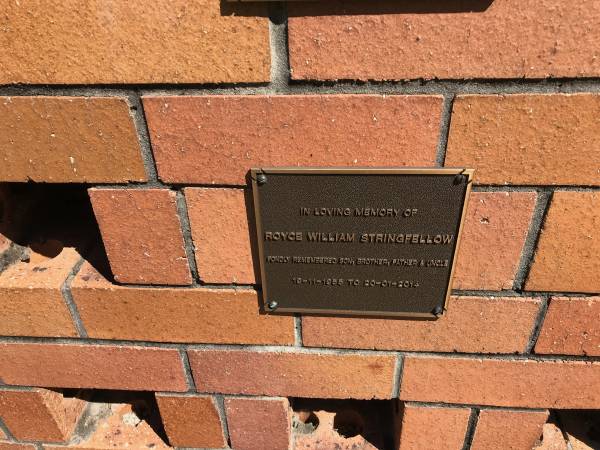 IN LOVING MEMORY OF
ROYCE WILLIAM STRINGFELLOW
FONDLY REMEMBERED SON, BROTHER, FATHER & UNCLE
16-11-1955 TO 20-01-2014